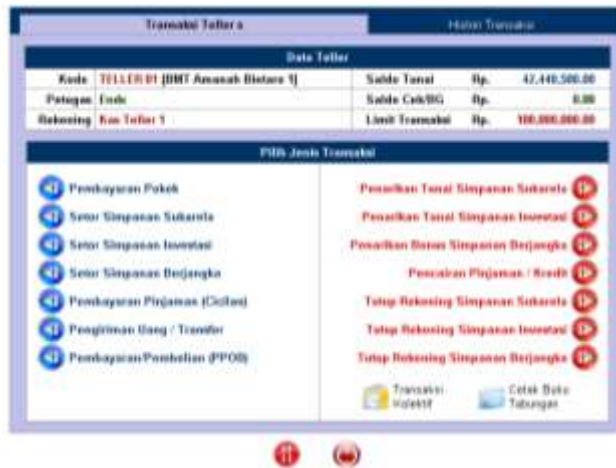 Transaksi Teller
Histori Transaksi
Data Teller
Kode TELLER 01 [BMT Amanah Bintaro 1] Saldo Tunai Rp. 42,440,500.00
Petugas Saldo Cek/BG Rp. 0.00
Rekening Kas Teller 1 Limit Transaksi Rp. 100,000,000.00
Pilih Jenis Transaksi
Pembayaran Pokok
Penarikan Tunai Simpanan Sukarela
Setor Simpanan Sukarela
Penarikan Tunai Simpanan Investasi
Setor Simpanan Investasi
Penarikan Simpanan Berjangka
Setor Simpanan Berjangka
Pencairan Pinjaman / Kredit
Pembayaran Pinjaman (Cicilan)
Tutup Rekening Simpanan Sukarela
Pengiriman Uang / Transfer
Tutup Rekening Simpanan Investasi
Pembayaran/Pembelian (PPOB)
Tutup Rekening Simpanan Berjangka
Transaksi
Kolektif
Cetak Buku
Tabungan